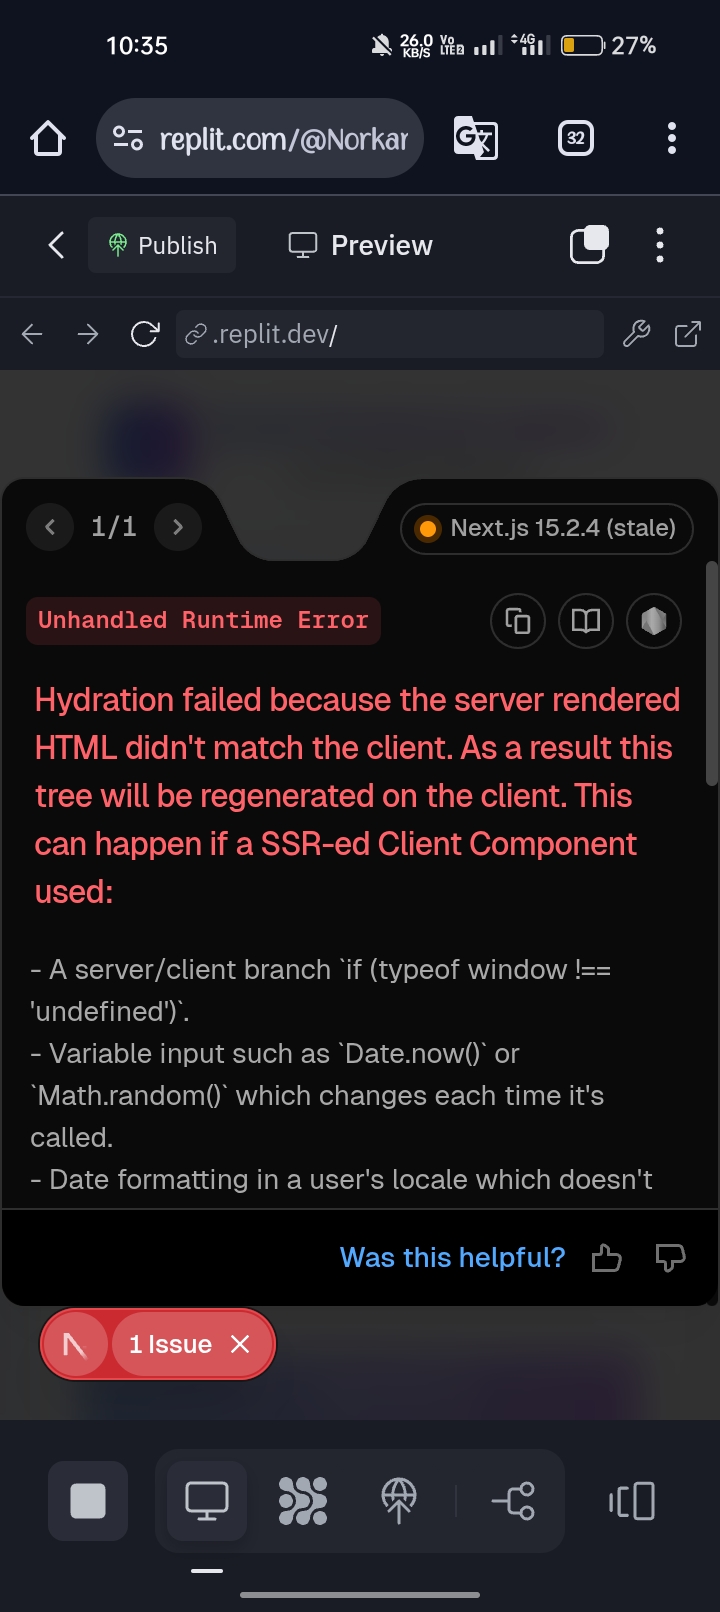 10:35
26.0 KB/S
Vo LTE2
4G
27%
replit.com/@Norkar
32
Publish
Preview
.replit.dev/
1/1
Next.js 15.2.4 (stale)
Unhandled Runtime Error
Hydration failed because the server rendered
HTML didn't match the client. As a result this
tree will be regenerated on the client. This
can happen if a SSR-ed Client Component
used:
- A server/client branch `if (typeof window !==
'undefined')`.
- Variable input such as `Date.now()` or
`Math.random()` which changes each time it's
called.
- Date formatting in a user's locale which doesn't
Was this helpful?
1 Issue